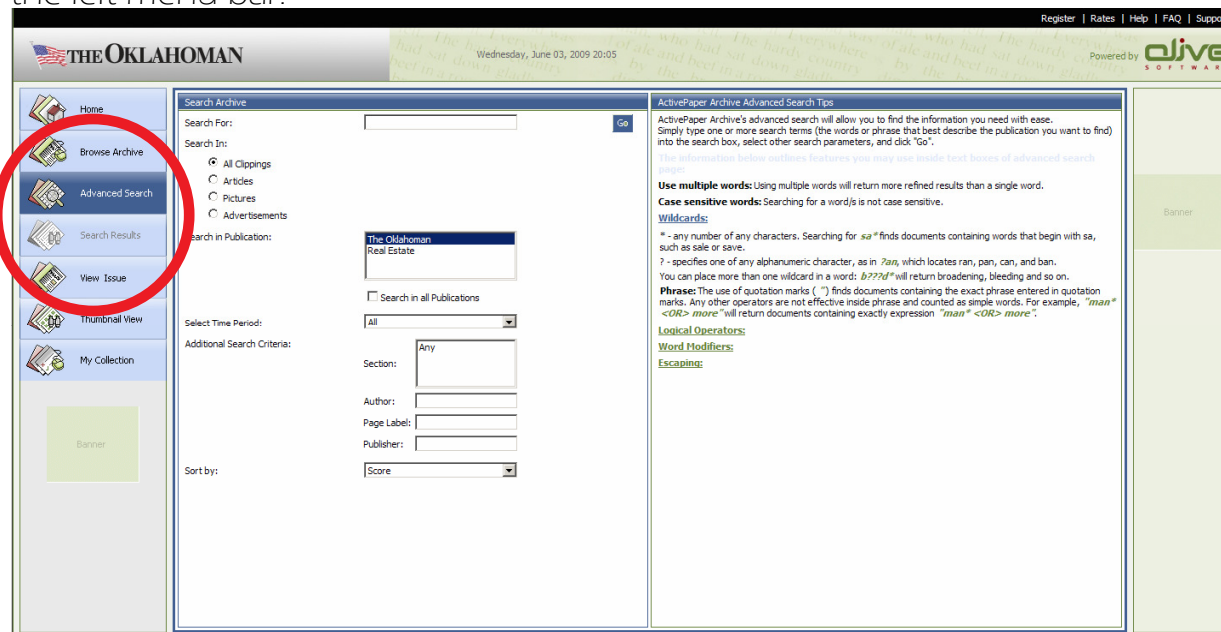 the left menu bar.
Register | Rates | Help | FAQ | Suppo
THE OKLAHOMAN
Wednesday, June 03, 2009 20:05
Powered by olive
SOFTWAR
Home
Browse Archive
Advanced Search
Search Results
View Issue
Thumbnail View
My Collection
Banner
Search Archive
Search For:
Go
Search In:
All Clippings
Articles
Pictures
Advertisements
Search in Publication:
The Oklahoman
Real Estate
Search in all Publications
Select Time Period:
All
Additional Search Criteria:
Section:
Any
Author:
Page Label:
Publisher:
Sort by:
Score
ActivePaper Archive Advanced Search Tips
ActivePaper Archive's advanced search will allow you to find the information you need with ease.
Simply type one or more search terms (the words or phrase that best describe the publication you want to find)
into the search box, select other search parameters, and click "Go".
The information below outlines features you may use inside text boxes of advanced search
page:
Use multiple words: Using multiple words will return more refined results than a single word.
Case sensitive words: Searching for a word/s is not case sensitive.
Wildcards:
* - any number of any characters. Searching for sa* finds documents containing words that begin with sa,
such as sale or save.
? - specifies one of any alphanumeric character, as in ?an, which locates ran, pan, can, and ban.
You can place more than one wildcard in a word: b???d* will return broadening, bleeding and so on.
Phrase: The use of quotation marks ( ") finds documents containing the exact phrase entered in quotation
marks. Any other operators are not effective inside phrase and counted as simple words. For example, "man*
<OR> more" will return documents containing exactly expression "man* <OR> more".
Logical Operators:
Word Modifiers:
Escaping:
Banner